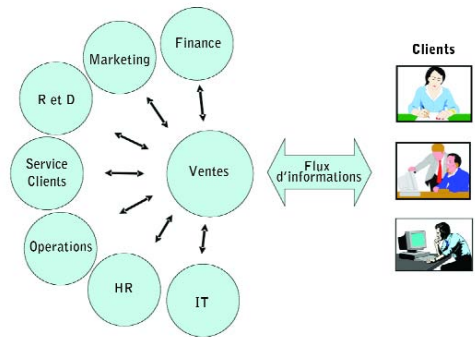 Finance
Marketing
Clients
R et D
Service
Clients
Ventes
Flux
d'informations
Operations
HR
IT